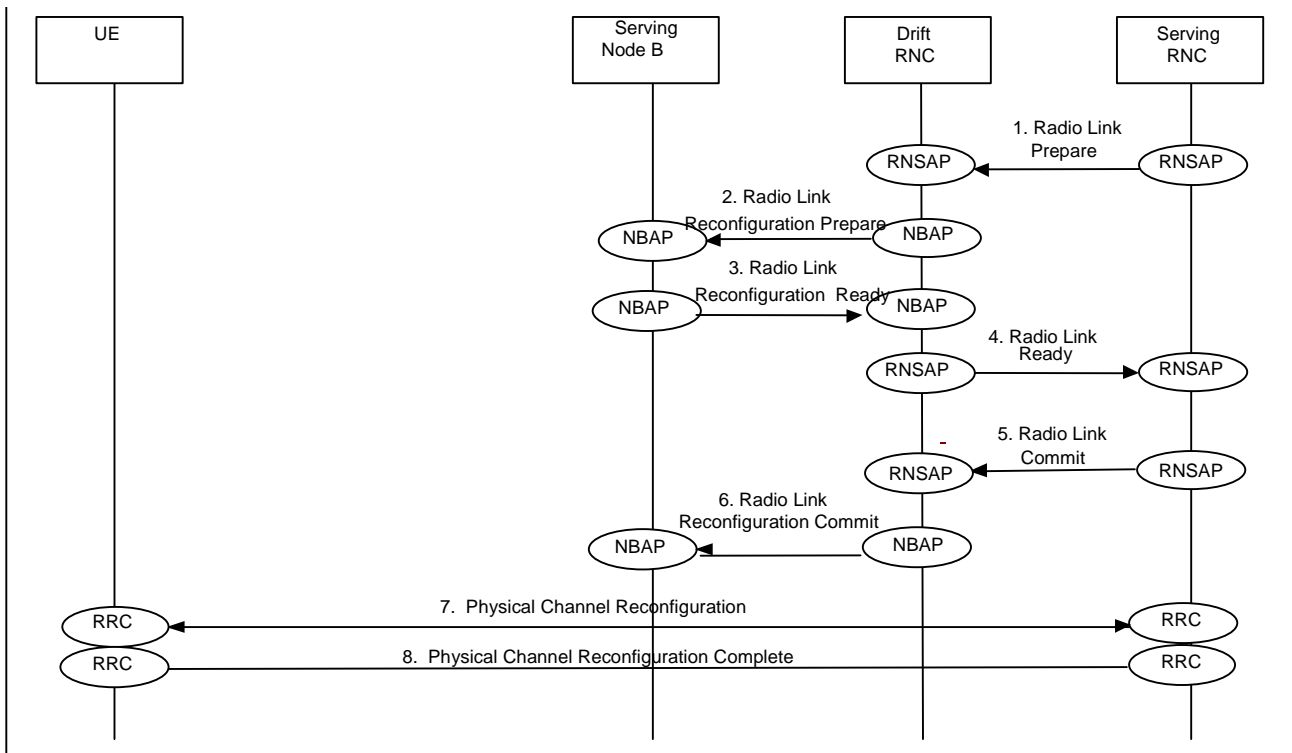 UE
Serving
Node B
Drift
RNC
Serving
RNC
1. Radio Link
Prepare
RNSAP
RNSAP
2. Radio Link
Reconfiguration Prepare
NBAP
NBAP
3. Radio Link
Reconfiguration Ready
NBAP
NBAP
4. Radio Link
Ready
RNSAP
RNSAP
5. Radio Link
Commit
RNSAP
RNSAP
6. Radio Link
Reconfiguration Commit
NBAP
NBAP
7. Physical Channel Reconfiguration
RRC
RRC
8. Physical Channel Reconfiguration Complete
RRC
RRC